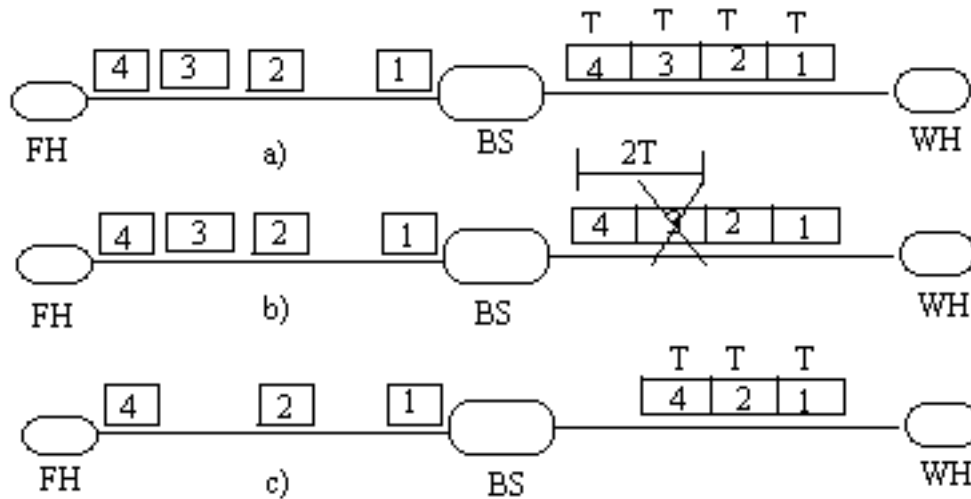 T T T T
4 3 2 1 4 3 2 1
FH BS WH
a)
2T
4 3 2 1 4 2 1
FH BS WH
b)
T T T
4 2 1 4 2 1
FH BS WH
c)